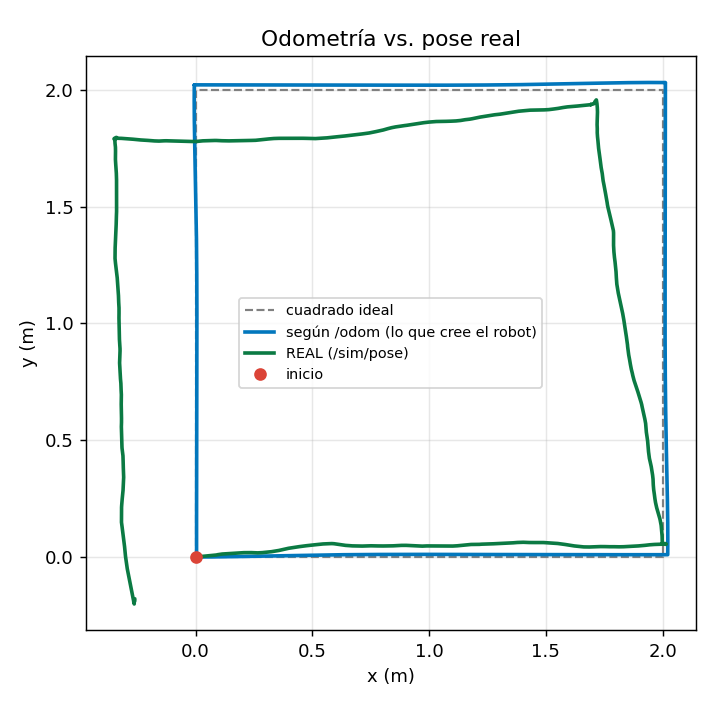 Odometría vs. pose real
y (m)
2.0
1.5
1.0
0.5
0.0
cuadrado ideal
según /odom (lo que cree el robot)
REAL (/sim/pose)
inicio
0.0 0.5 1.0 1.5 2.0
x (m)